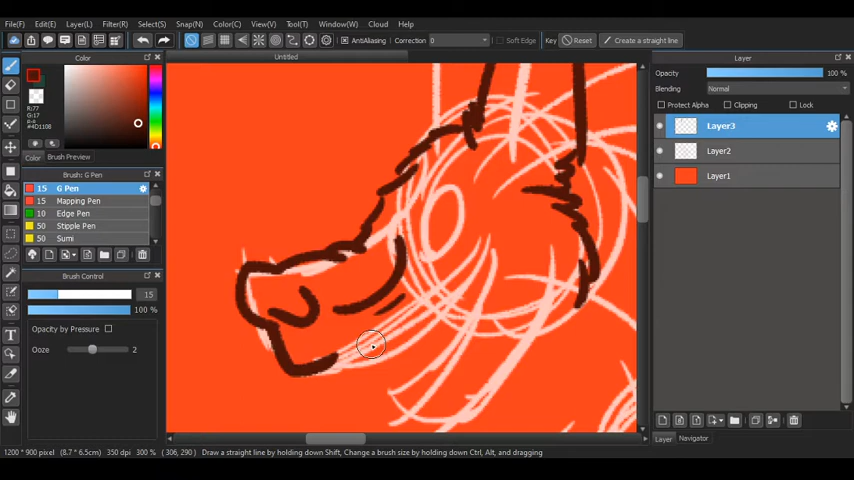 File(F) Edit(E) Layer(L) Filter(R) Select(S) Snap(N) Color(C) View(V) Tool(T) Window(W) Cloud Help
AntiAliasing Correction 0 Soft Edge Key Reset Create a straight line
Untitled
Color
R:77
G:17
B:8
#4D1108
Color Brush Preview
Brush: G Pen
15 G Pen
15 Mapping Pen
10 Edge Pen
50 Stipple Pen
50 Sumi
Brush Control
15
100 %
Opacity by Pressure
Ooze 2
T
Layer
Opacity 100 %
Blending Normal
Protect Alpha Clipping Lock
Layer3
Layer2
Layer1
Layer Navigator
1200 * 900 pixel (8.7 * 6.5cm) 350 dpi 300 % ( 306, 290 ) Draw a straight line by holding down Shift, Change a brush size by holding down Ctrl, Alt, and dragging